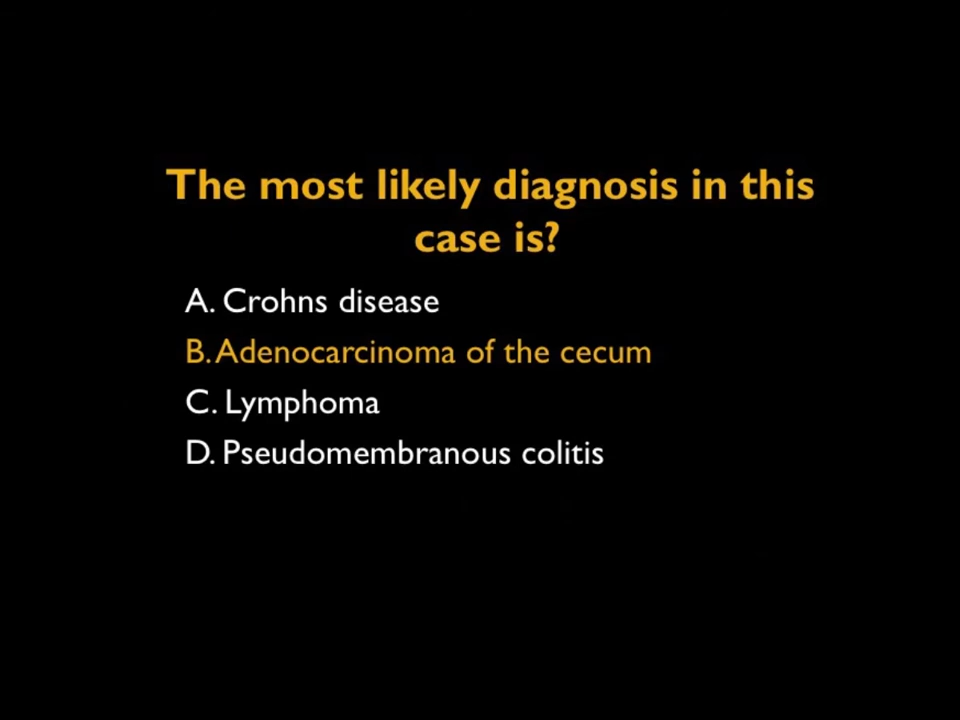 The most likely diagnosis in this
case is?
A. Crohns disease
B. Adenocarcinoma of the cecum
C. Lymphoma
D. Pseudomembranous colitis